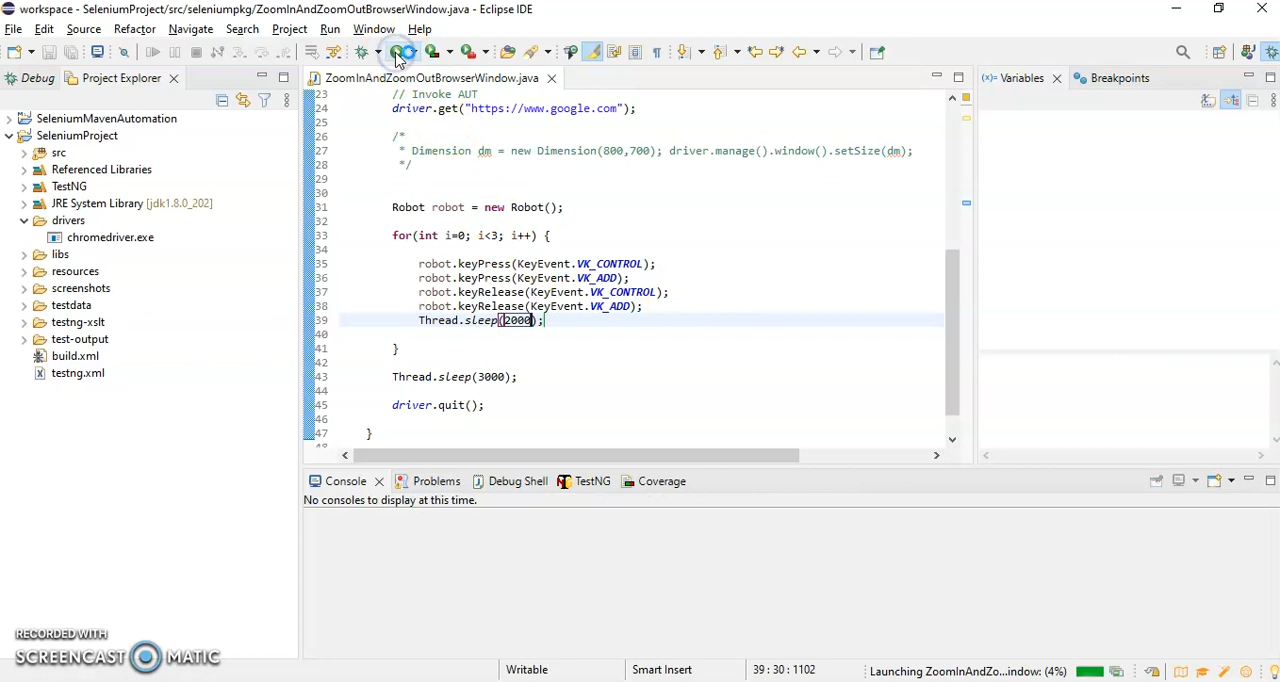 workspace - SeleniumProject/src/seleniumpkg/ZoomInAndZoomOutBrowserWindow.java - Eclipse IDE
File Edit Source Refactor Navigate Search Project Run Window Help
Debug Project Explorer
ZoomInAndZoomOutBrowserWindow.java
(x)= Variables Breakpoints
SeleniumMavenAutomation
SeleniumProject
src
Referenced Libraries
TestNG
JRE System Library [jdk1.8.0_202]
drivers
chromedriver.exe
libs
resources
screenshots
testdata
testng-xslt
test-output
build.xml
testng.xml
23 // Invoke AUT
24 driver.get("https://www.google.com");
25
26 /*
27 * Dimension dm = new Dimension(800,700); driver.manage().window().setSize(dm);
28 */
29
30
31 Robot robot = new Robot();
32
33 for(int i=0; i<3; i++) {
34
35 robot.keyPress(KeyEvent.VK_CONTROL);
36 robot.keyPress(KeyEvent.VK_ADD);
37 robot.keyRelease(KeyEvent.VK_CONTROL);
38 robot.keyRelease(KeyEvent.VK_ADD);
39 Thread.sleep(2000);
40
41 }
42
43 Thread.sleep(3000);
44
45 driver.quit();
46
47 }
48
Console Problems Debug Shell TestNG Coverage
No consoles to display at this time.
RECORDED WITH
SCREENCAST MATIC
Writable Smart Insert 39 : 30 : 1102 Launching ZoomInAndZo...indow: (4%)